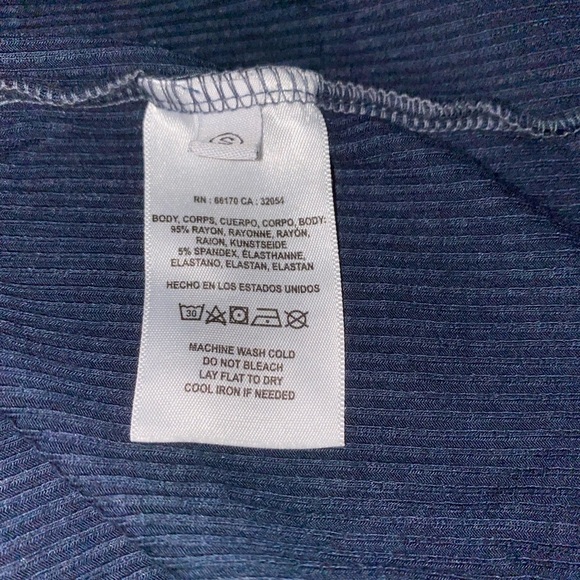 S
RN : 66170 CA : 32054
BODY, CORPS, CUERPO, CORPO, BODY:
95% RAYON, RAYONNE, RAYÓN,
RAION, KUNSTSEIDE
5% SPANDEX, ÉLASTHANNE,
ELASTANO, ELASTAN, ELASTAN
HECHO EN LOS ESTADOS UNIDOS
30
MACHINE WASH COLD
DO NOT BLEACH
LAY FLAT TO DRY
COOL IRON IF NEEDED